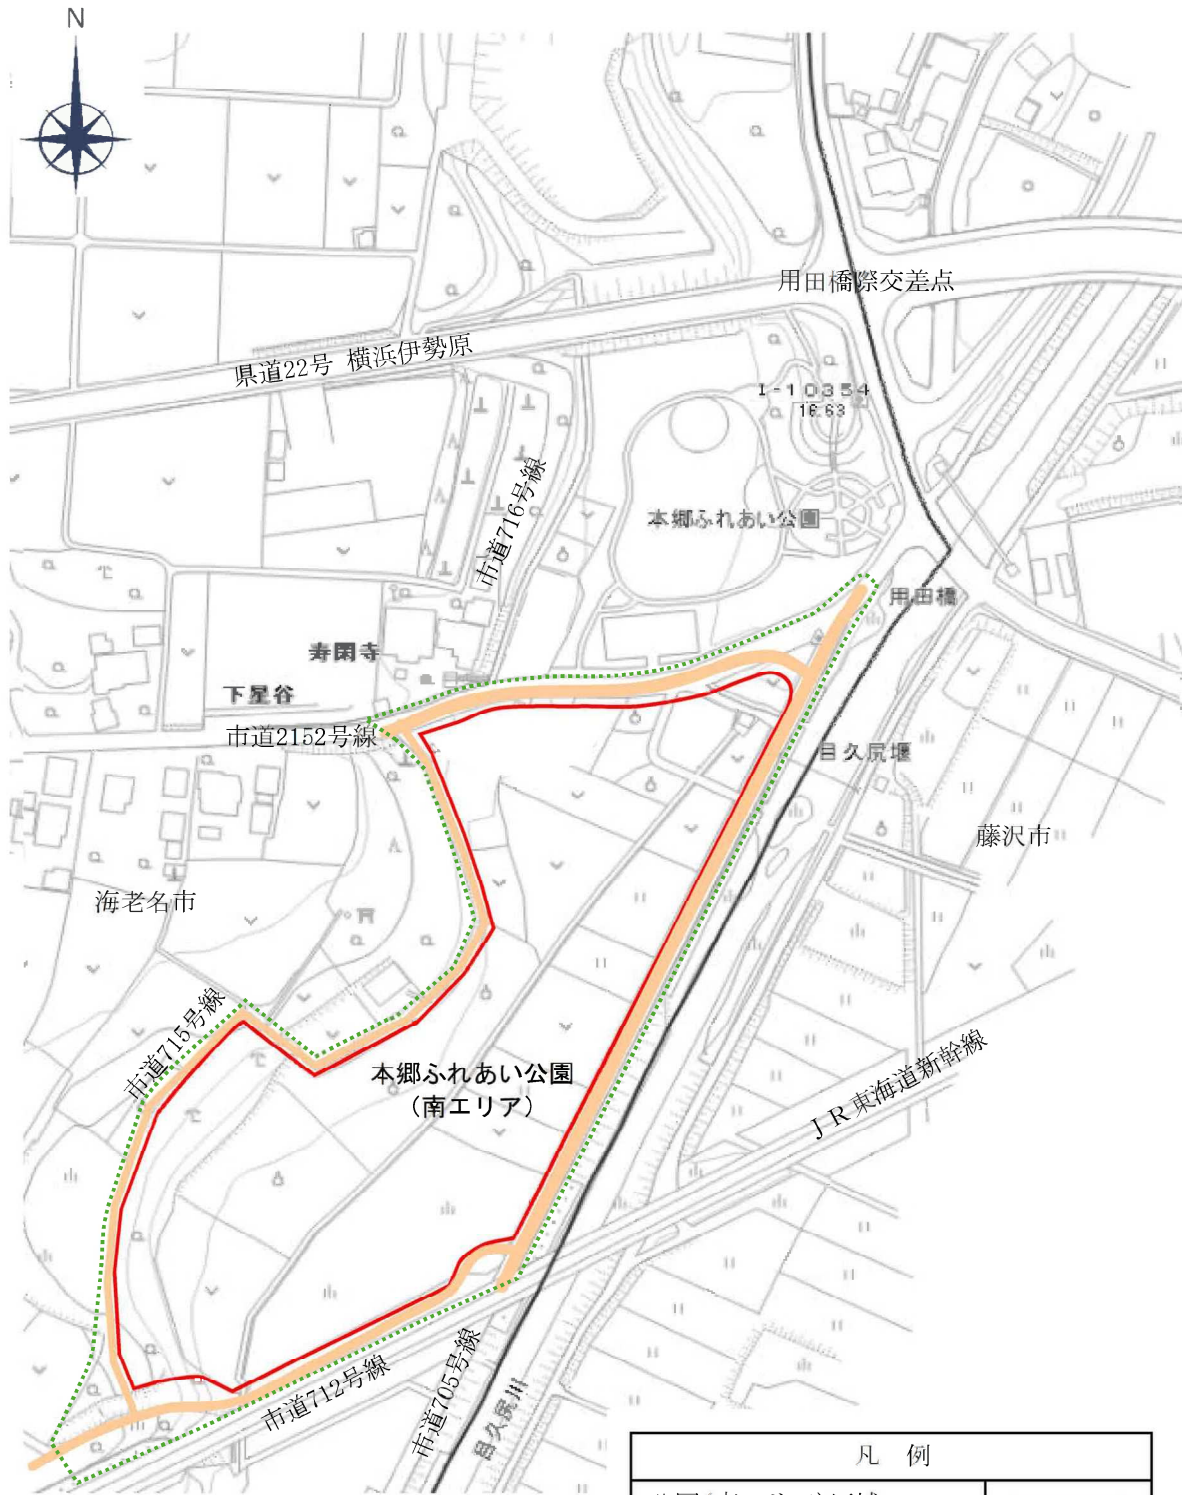 N
用田橋際交差点
県道22号 横浜伊勢原
I-10354
16.63
市道716号線
本郷ふれあい公園
用田橋
寿閑寺
下星谷
市道2152号線
目久尻堰
藤沢市
海老名市
市道715号線
本郷ふれあい公園
（南エリア）
JR東海道新幹線
市道712号線
市道705号線
目久尻川
凡 例